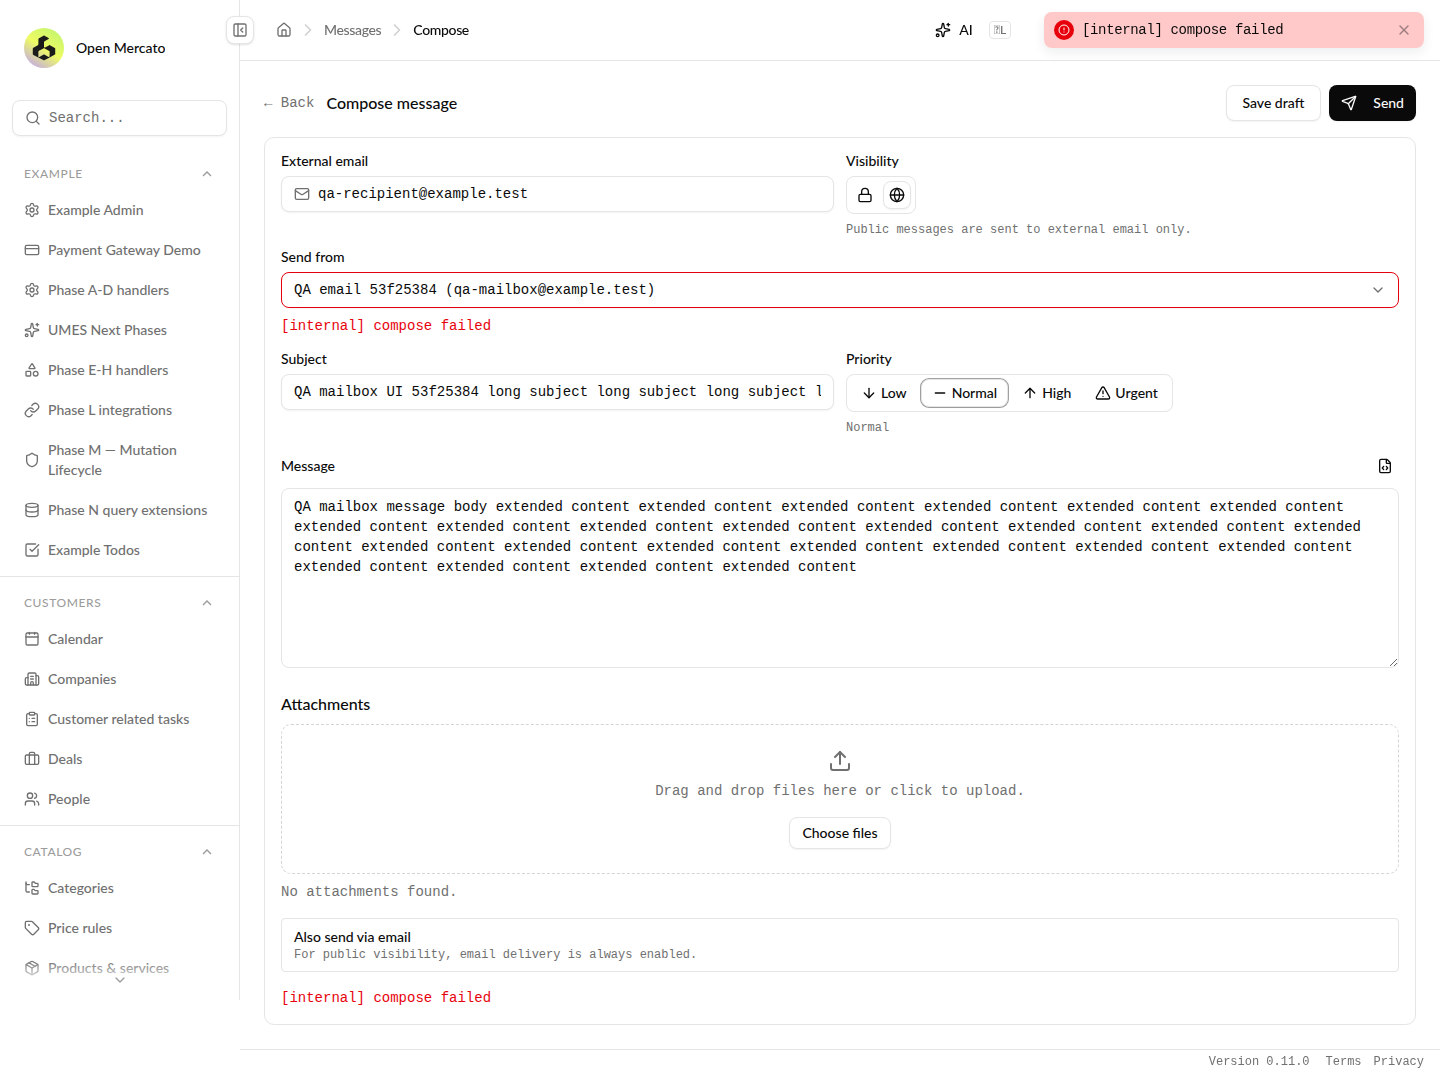 Open Mercato
Search...
EXAMPLE
Example Admin
Payment Gateway Demo
Phase A-D handlers
UMES Next Phases
Phase E-H handlers
Phase L integrations
Phase M — Mutation
Lifecycle
Phase N query extensions
Example Todos
CUSTOMERS
Calendar
Companies
Customer related tasks
Deals
People
CATALOG
Categories
Price rules
Products & services
Messages
Compose
AI
L
[internal] compose failed
← Back
Compose message
Save draft
Send
External email
qa-recipient@example.test
Visibility
Public messages are sent to external email only.
Send from
QA email 53f25384 (qa-mailbox@example.test)
[internal] compose failed
Subject
QA mailbox UI 53f25384 long subject long subject long subject l
Priority
Low
Normal
High
Urgent
Normal
Message
QA mailbox message body extended content extended content extended content extended content extended content extended content
extended content extended content extended content extended content extended content extended content extended content extended
content extended content extended content extended content extended content extended content extended content extended content
extended content extended content extended content extended content
Attachments
Drag and drop files here or click to upload.
Choose files
No attachments found.
Also send via email
For public visibility, email delivery is always enabled.
[internal] compose failed
Version 0.11.0
Terms
Privacy